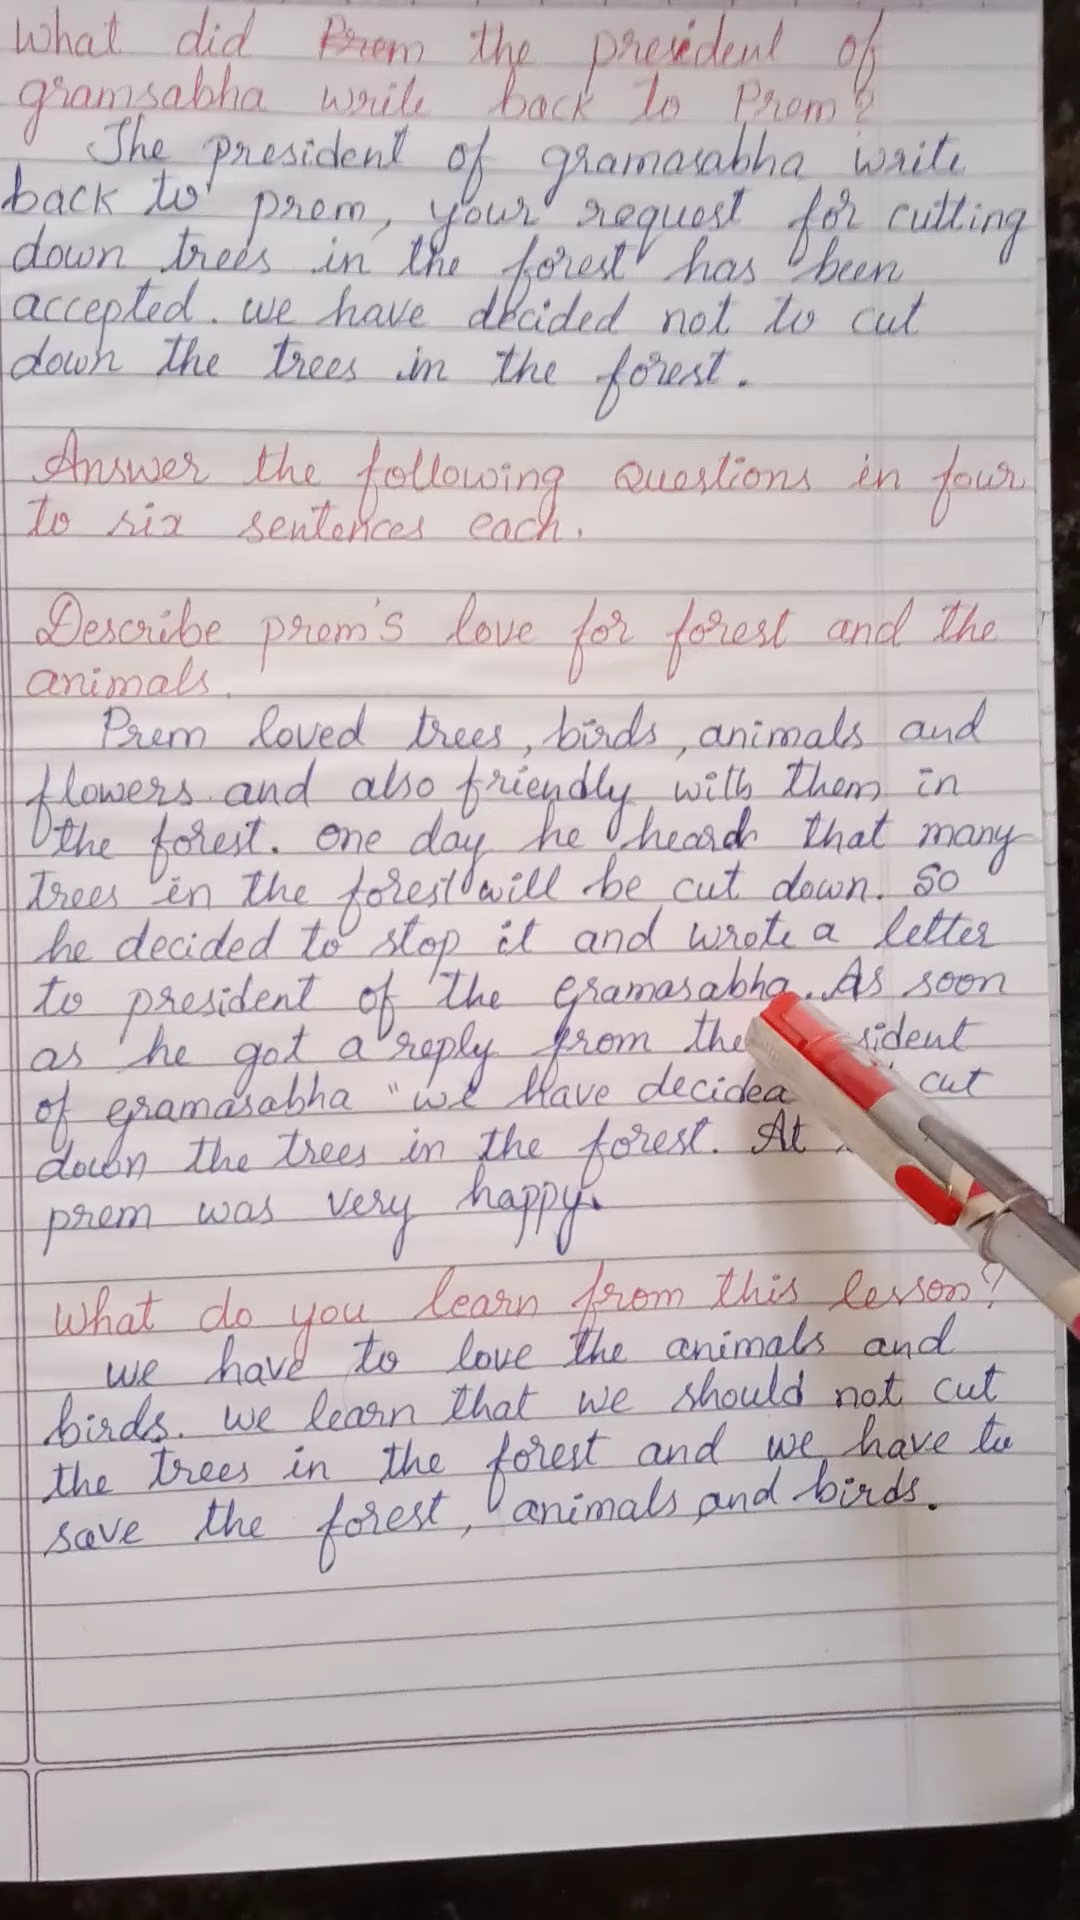 What did Prem the president of
gramsabha write back to Prem?
The president of gramasabha write
back to prem, your request for cutting
down trees in the forest has been
accepted. we have decided not to cut
down the trees in the forest.
Answer the following Questions in four
to six sentences each.
Describe prem's love for forest and the
animals.
Prem loved trees, birds, animals and
flowers and also friendly with them in
the forest. One day he heard that many
trees in the forest will be cut down. So
he decided to stop it and wrote a letter
to president of the gramasabha. As soon
as he got a reply from the sident
of gramasabha "we have decided cut
down the trees in the forest. At
prem was very happy.
What do you learn from this lesson?
we have to love the animals and
birds. we learn that we should not cut
the trees in the forest and we have to
save the forest, animals and birds.